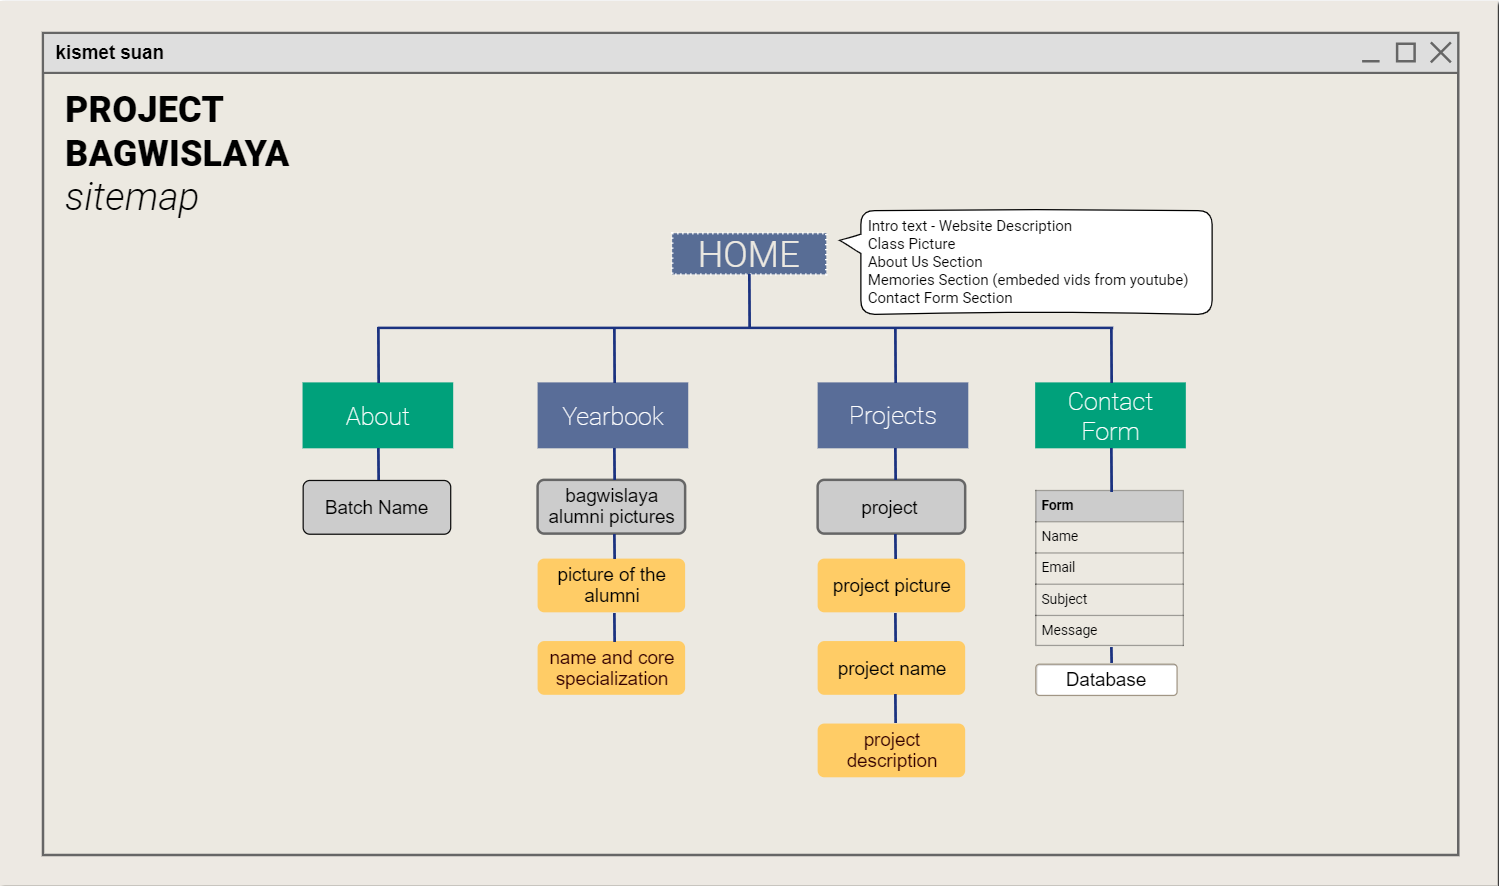 kismet suan
PROJECT
BAGWISLAYA
sitemap
HOME
Intro text - Website Description
Class Picture
About Us Section
Memories Section (embeded vids from youtube)
Contact Form Section
About
Yearbook
Projects
Contact
Form
Batch Name
bagwislaya
alumni pictures
picture of the
alumni
name and core
specialization
project
project picture
project name
project
description
Form
Name
Email
Subject
Message
Database